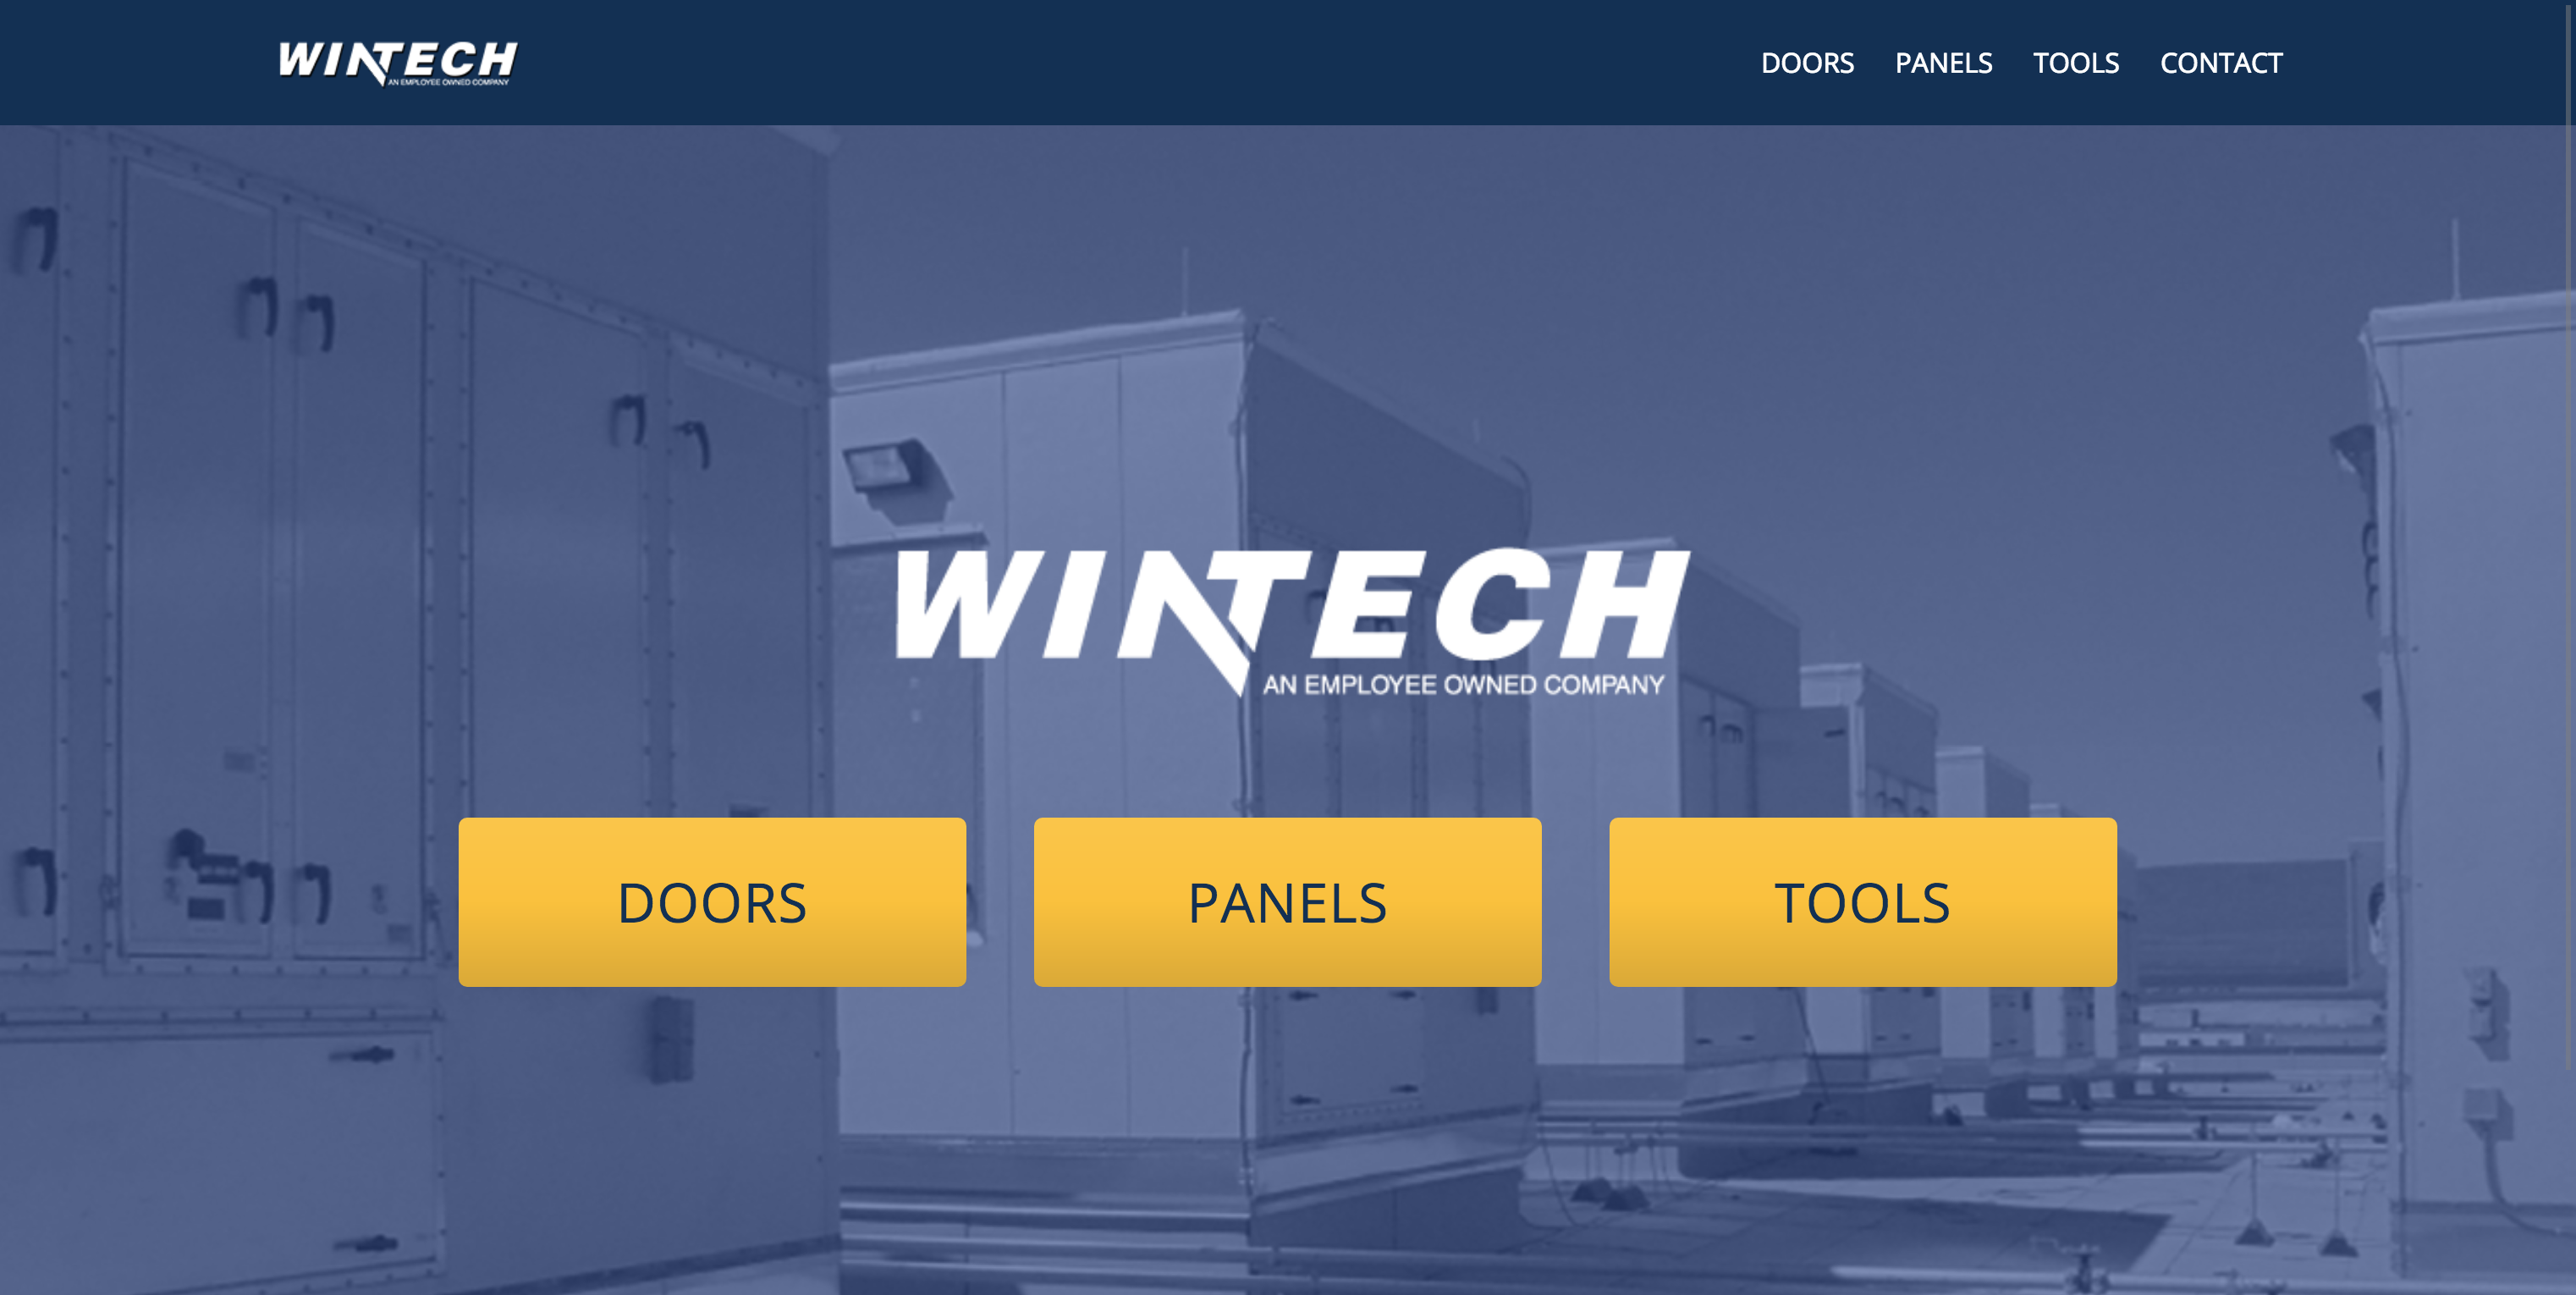 WINTECH
AN EMPLOYEE OWNED COMPANY
DOORS PANELS TOOLS CONTACT
WINTECH
AN EMPLOYEE OWNED COMPANY
DOORS PANELS TOOLS